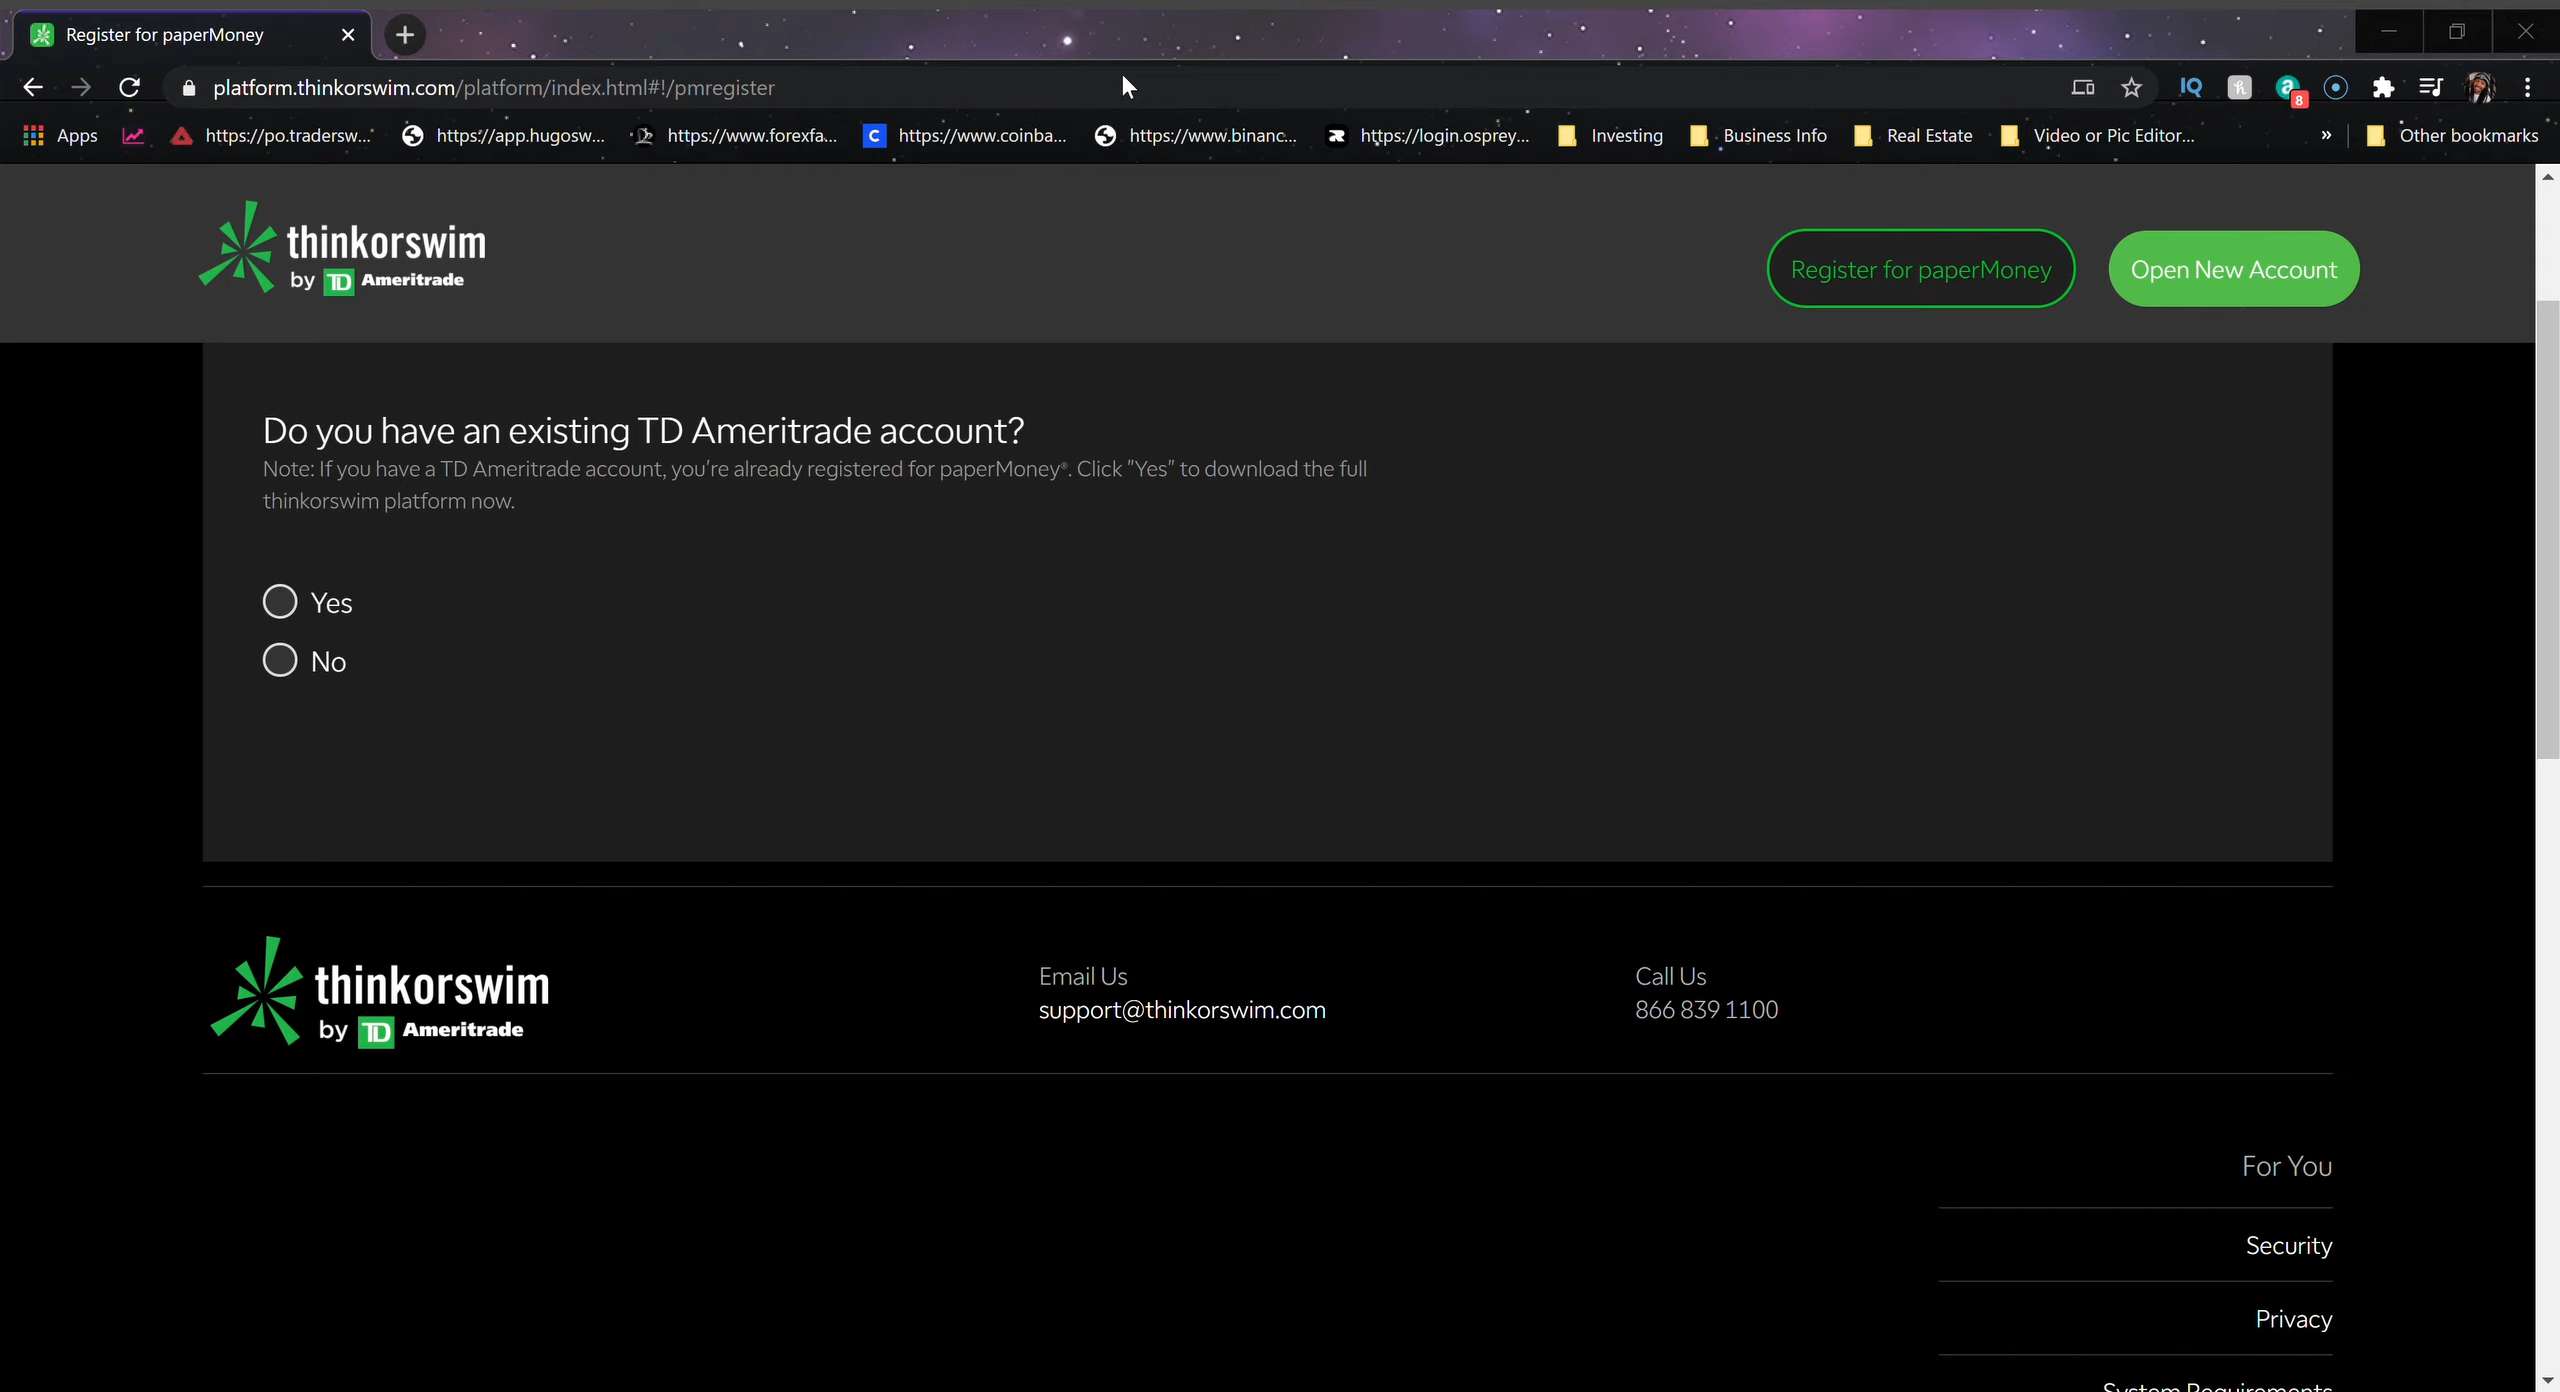 Register for paperMoney
platform.thinkorswim.com/platform/index.html#!/pmregister
IQ
8
Apps
https://po.tradersw...
https://app.hugosw...
https://www.forexfa...
C https://www.coinba...
https://www.binanc...
https://login.osprey...
Investing
Business Info
Real Estate
Video or Pic Editor...
»
Other bookmarks
thinkorswim
by TD Ameritrade
Register for paperMoney
Open New Account
Do you have an existing TD Ameritrade account?
Note: If you have a TD Ameritrade account, you're already registered for paperMoney®. Click "Yes" to download the full
thinkorswim platform now.
Yes
No
thinkorswim
by TD Ameritrade
Email Us
support@thinkorswim.com
Call Us
866 839 1100
For You
Security
Privacy
System Requirements